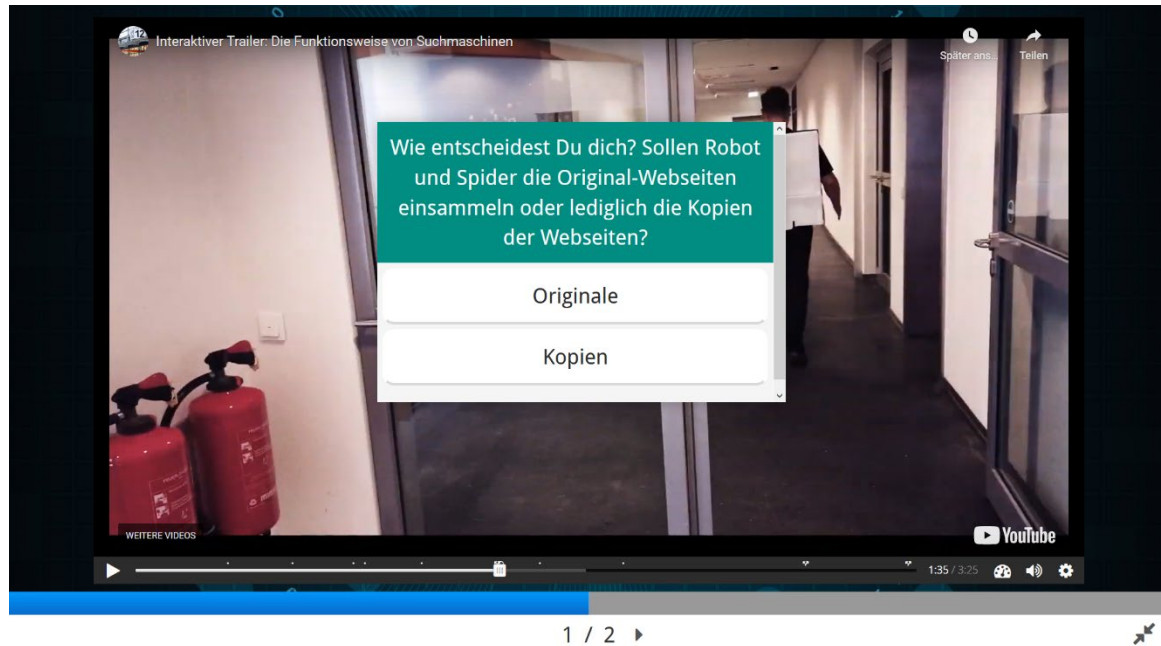 Interaktiver Trailer: Die Funktionsweise von Suchmaschinen
Später ans...
Teilen
Wie entscheidest Du dich? Sollen Robot
und Spider die Original-Webseiten
einsammeln oder lediglich die Kopien
der Webseiten?
Originale
Kopien
WEITERE VIDEOS
YouTube
1:35 / 3:25
1 / 2